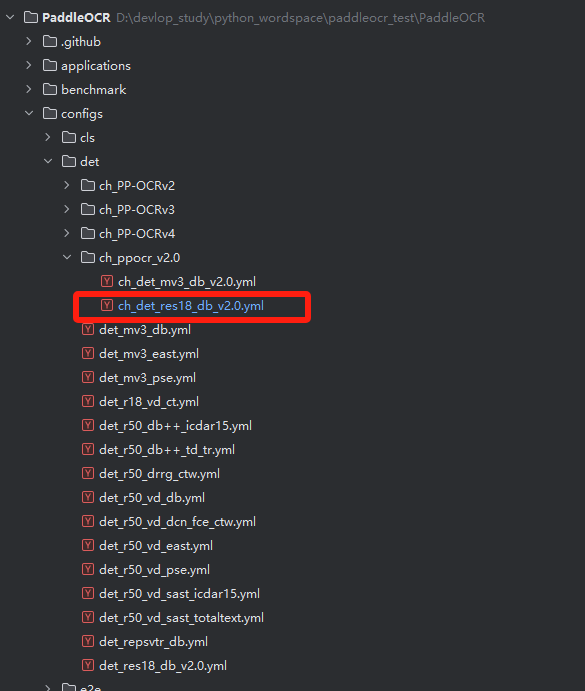 PaddleOCR D:\devlop_study\python_wordspace\paddleocr_test\PaddleOCR
.github
applications
benchmark
configs
cls
det
ch_PP-OCRv2
ch_PP-OCRv3
ch_PP-OCRv4
ch_ppocr_v2.0
ch_det_mv3_db_v2.0.yml
ch_det_res18_db_v2.0.yml
det_mv3_db.yml
det_mv3_east.yml
det_mv3_pse.yml
det_r18_vd_ct.yml
det_r50_db++_icdar15.yml
det_r50_db++_td_tr.yml
det_r50_drrg_ctw.yml
det_r50_vd_db.yml
det_r50_vd_dcn_fce_ctw.yml
det_r50_vd_east.yml
det_r50_vd_pse.yml
det_r50_vd_sast_icdar15.yml
det_r50_vd_sast_totaltext.yml
det_repsvtr_db.yml
det_res18_db_v2.0.yml
e2e